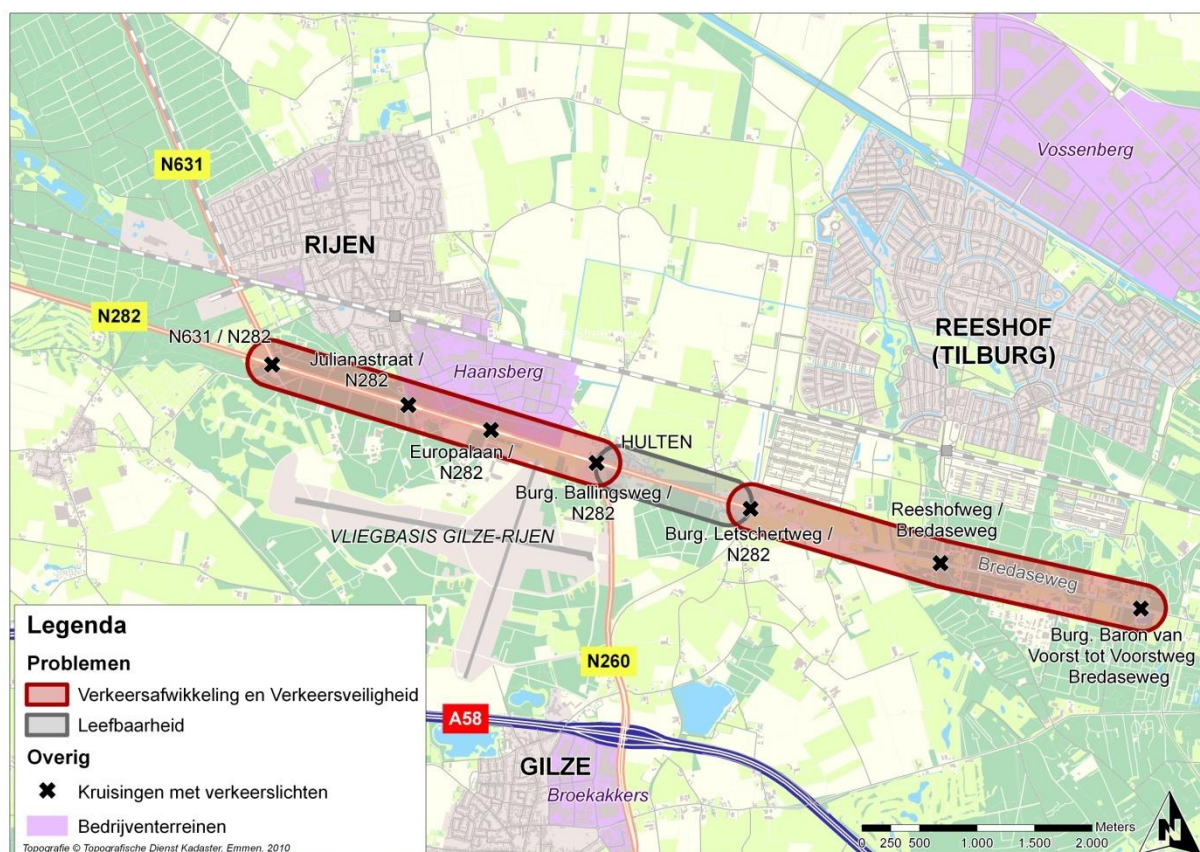 N631
Vossenberg
RIJEN
N282
N631 / N282
REESHOF
(TILBURG)
Julianastraat /
N282
Haansberg
HULTEN
Europalaan /
N282
Burg. Ballingsweg /
N282
Reeshofweg /
Bredaseweg
VLIEGBASIS GILZE-RIJEN
Burg. Letschertweg /
N282
Bredaseweg
Burg. Baron van
Voorst tot Voorstweg
Bredaseweg
N260
A58
GILZE
Broekakkers
Legenda
Problemen
Verkeersafwikkeling en Verkeersveiligheid
Leefbaarheid
Overig
Kruisingen met verkeerslichten
Bedrijventerreinen
Topografie © Topografische Dienst Kadaster, Emmen, 2010
Meters
0 250 500 1.000 1.500 2.000
N